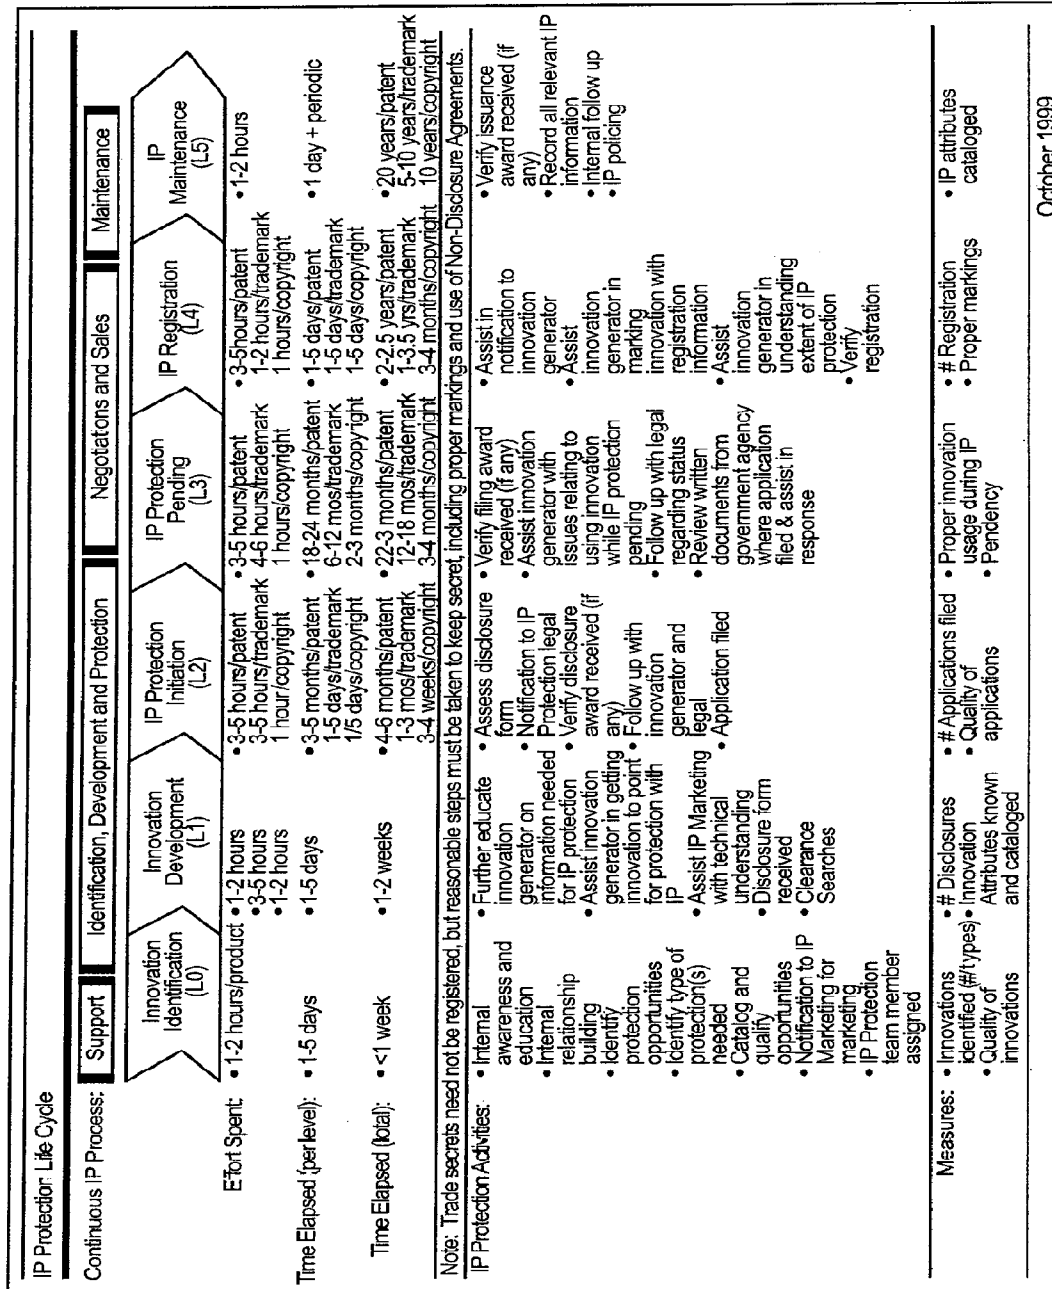 IP Protection Life Cycle
Continuous IP Process:
Support
Identification, Development and Protection
Negotiatons and Sales
Maintenance
Innovation
Identification
(L0)
Innovation
Development
(L1)
IP Protection
Initiation
(L2)
IP Protection
Pending
(L3)
IP Registration
(L4)
IP
Maintenance
(L5)
Effort Spent:
• 1-2 hours/product
• 1-2 hours
• 3-5 hours
• 1-2 hours
• 3-5 hours/patent
3-5 hours/trademark
1 hour/copyright
• 3-5 hours/patent
4-6 hours/trademark
1 hours/copyright
• 3-5hours/patent
1-2 hours/trademark
1 hours/copyright
• 1-2 hours
Time Elapsed (per level):
• 1-5 days
• 1-5 days
• 3-5 months/patent
1-5 days/trademark
1/5 days/copyright
• 18-24 months/patent
6-12 mos/trademark
2-3 months/copyright
• 1-5 days/patent
1-5 days/trademark
1-5 days/copyright
• 1 day + periodic
Time Elapsed (total):
• <1 week
• 1-2 weeks
• 4-6 months/patent
1-3 mos/trademark
3-4 weeks/copyright
• 22-3 months/patent
12-18 mos/trademark
3-4 months/copyright
• 2-2.5 years/patent
1-3.5 yrs/trademark
3-4 months/copyright
• 20 years/patent
5-10 years/trademark
10 years/copyright
Note: Trade secrets need not be registered, but reasonable steps must be taken to keep secret, including proper markings and use of Non-Disclosure Agreements.
IP Protection Activities:
• Internal
awareness and
education
• Internal
relationship
building
• Identify
protection
opportunities
• Identify type of
protection(s)
needed
• Catalog and
qualify
opportunities
• Notification to IP
Marketing for
marketing
• IP Protection
team member
assigned
• Further educate
innovation
generator on
information needed
for IP protection
• Assist innovation
generator in getting
innovation to point
for protection with
IP
• Assist IP Marketing
with technical
understanding
• Disclosure form
received
• Clearance
Searches
• Assess disclosure
form
• Notification to IP
Protection legal
• Verify disclosure
award received (if
any)
• Follow up with
innovation
generator and
legal
• Application filed
• Verify filing award
received (if any)
• Assist innovation
generator with
issues relating to
using innovation
while IP protection
pending
• Follow up with legal
regarding status
• Review written
documents from
government agency
where application
filed & assist in
response
• Assist in
notification to
innovation
generator
• Assist
innovation
generator in
marking
innovation with
registration
information
• Assist
innovation
generator in
understanding
extent of IP
protection
• Verify
registration
• Verify issuance
award received (if
any)
• Record all relevant IP
information
• Internal follow up
• IP policing
Measures:
• Innovations
identified (#/types)
• Quality of
innovations
• # Disclosures
• Innovation
Attributes known
and cataloged
• # Applications filed
• Quality of
applications
• Proper innovation
usage during IP
• Pendency
• # Registration
• Proper markings
• IP attributes
cataloged
October 1999